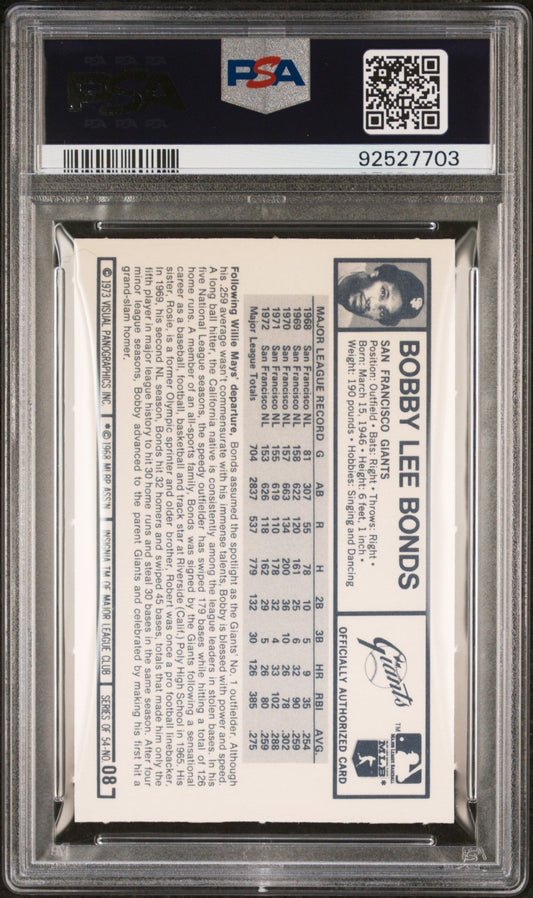 PSA
PSA
92527703
BOBBY LEE BONDS
SAN FRANCISCO GIANTS
Position: Outfield • Bats: Right • Throws: Right •
Born: March 15, 1946 • Height: 6 feet, 1 inch •
Weight: 190 pounds • Hobbies: Singing and Dancing
Giants
TM
MLB
OFFICIALLY AUTHORIZED CARD
MAJOR LEAGUE RECORD G AB R H 2B 3B HR RBI AVG.
1968 San Francisco NL 81 307 55 78 10 5 9 35 .254
1969 San Francisco NL 158 622 120 161 25 6 32 90 .259
1970 San Francisco NL 157 663 134 200 36 10 26 78 .302
1971 San Francisco NL 155 619 110 178 32 4 33 102 .288
1972 San Francisco NL 153 626 118 162 29 5 26 80 .259
Major League Totals 704 2837 537 779 132 30 126 385 .275
Following Willie Mays' departure, Bonds assumed the spotlight as the Giants' No. 1 outfielder. Although
his .259 average wasn't commensurate with his immense talents, Bobby is blessed with power and speed.
A long ball hitter, the California native is consistently among the league leaders in stolen bases. In his
five National League seasons, the speedy outfielder has swiped 179 bases while hitting a total of 126
home runs. A member of an all-sports family, Bonds was signed by the Giants following a sensational
career as a baseball, football, basketball and track star at Riverside (Calif.) Poly High School in 1965. His
sister, Rosie, is a former Olympic sprinter and older brother, Robert was once a pro football linebacker.
In 1969, his second NL season, Bonds hit 32 homers and swiped 45 bases, totals that made him only the
fifth player in major league history to hit 30 home runs and steal 30 bases in the same season. After four
minor league seasons, Bobby advanced to the parent Giants and celebrated by making his first hit a
grand-slam homer.
© 1973 VISUAL PANOGRAPHICS INC. * © 1968 MLBP ASSN. INSIGNIA TM OF MAJOR LEAGUE CLUB SERIES OF 54-NO. 08